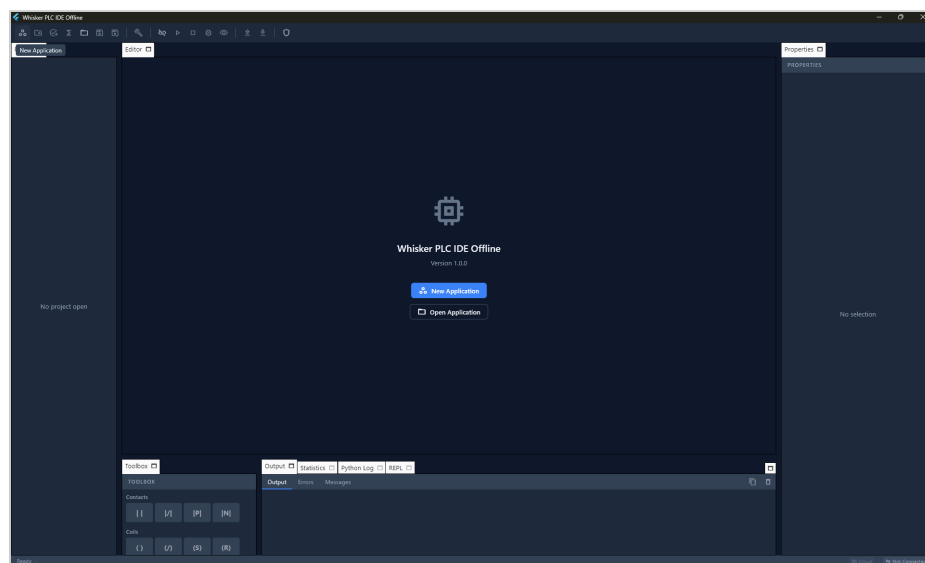 Whisker PLC IDE Offline
New Application
Editor
Properties
PROPERTIES
No project open
Whisker PLC IDE Offline
Version 1.0.0
New Application
Open Application
No selection
Toolbox
TOOLBOX
Contacts
[ ] |/| |P| |N|
Coils
( ) (/) (S) (R)
Output Statistics Python Log REPL
Output Errors Messages
Ready